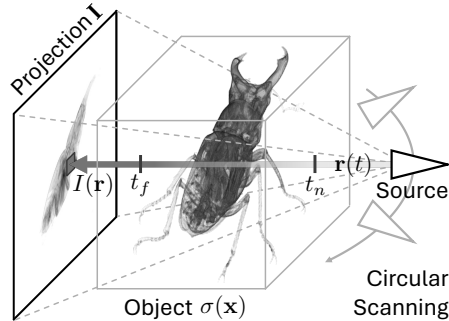 Projection I
I(r)
t_f
t_n
r(t)
Source
Object σ(x)
Circular
Scanning